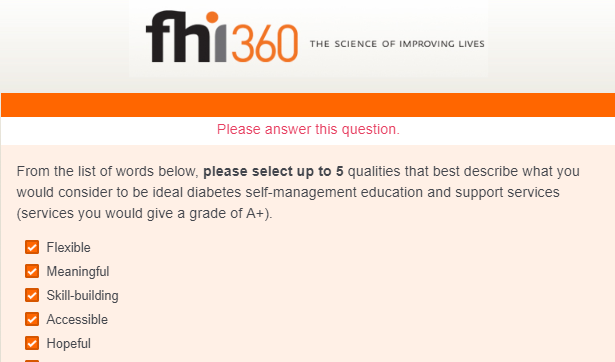 fhi360 THE SCIENCE OF IMPROVING LIVES
Please answer this question.
From the list of words below, please select up to 5 qualities that best describe what you
would consider to be ideal diabetes self-management education and support services
(services you would give a grade of A+).
Flexible
Meaningful
Skill-building
Accessible
Hopeful